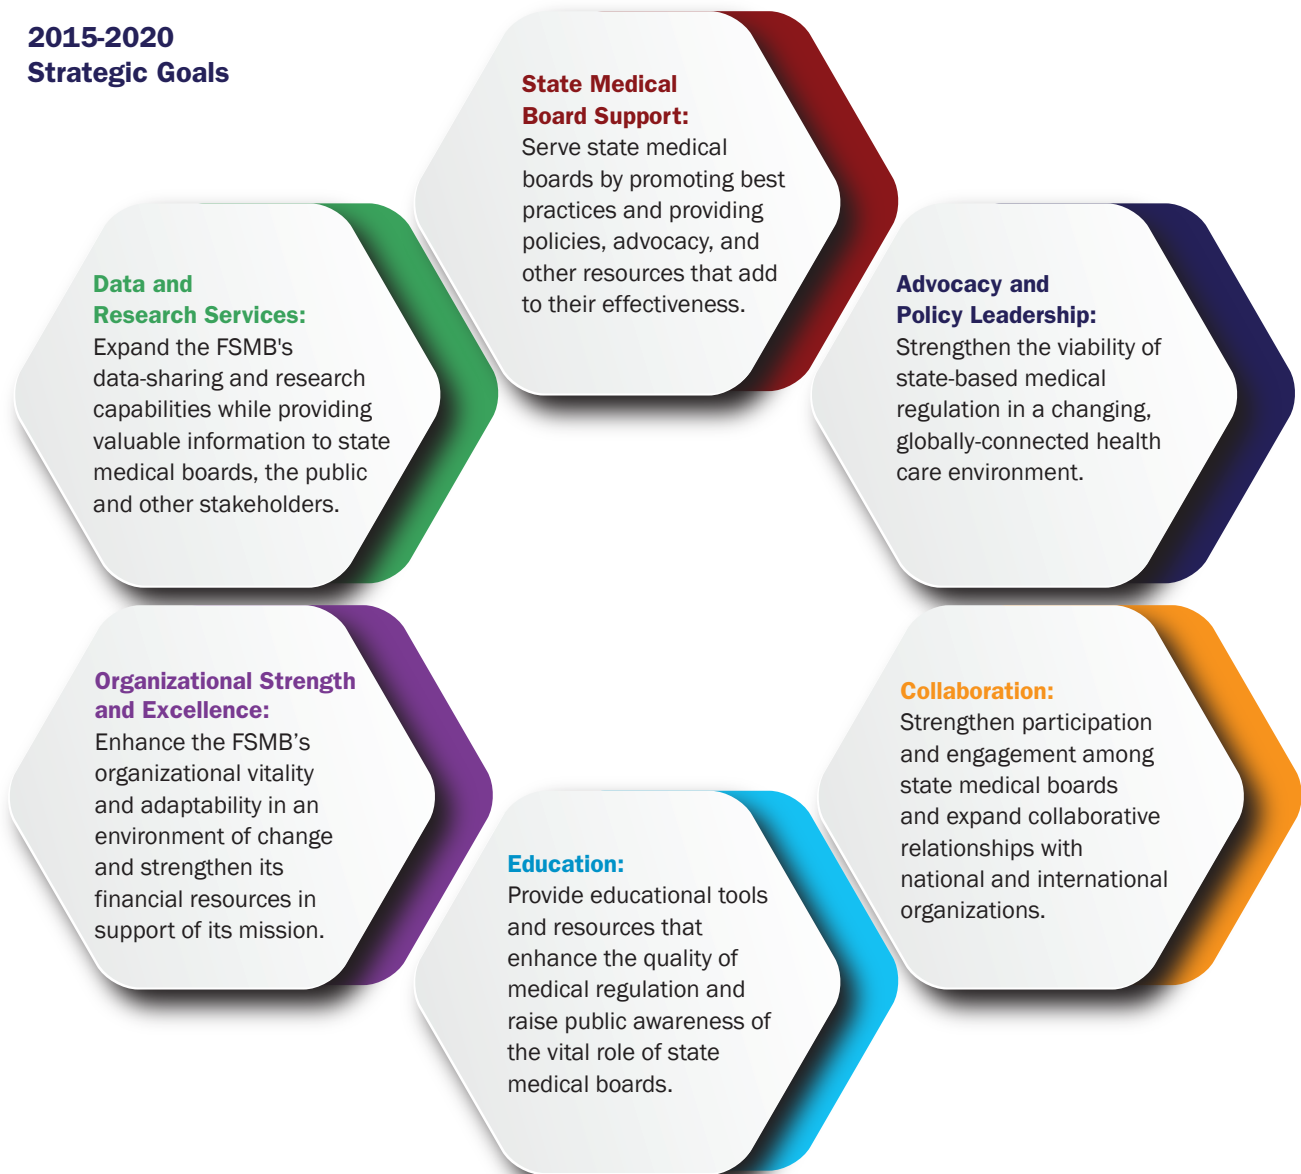 2015-2020
Strategic Goals
State Medical
Board Support:
Serve state medical
boards by promoting best
practices and providing
policies, advocacy, and
other resources that add
to their effectiveness.
Advocacy and
Policy Leadership:
Strengthen the viability of
state-based medical
regulation in a changing,
globally-connected health
care environment.
Collaboration:
Strengthen participation
and engagement among
state medical boards
and expand collaborative
relationships with
national and international
organizations.
Education:
Provide educational tools
and resources that
enhance the quality of
medical regulation and
raise public awareness of
the vital role of state
medical boards.
Organizational Strength
and Excellence:
Enhance the FSMB’s
organizational vitality
and adaptability in an
environment of change
and strengthen its
financial resources in
support of its mission.
Data and
Research Services:
Expand the FSMB's
data-sharing and research
capabilities while providing
valuable information to state
medical boards, the public
and other stakeholders.